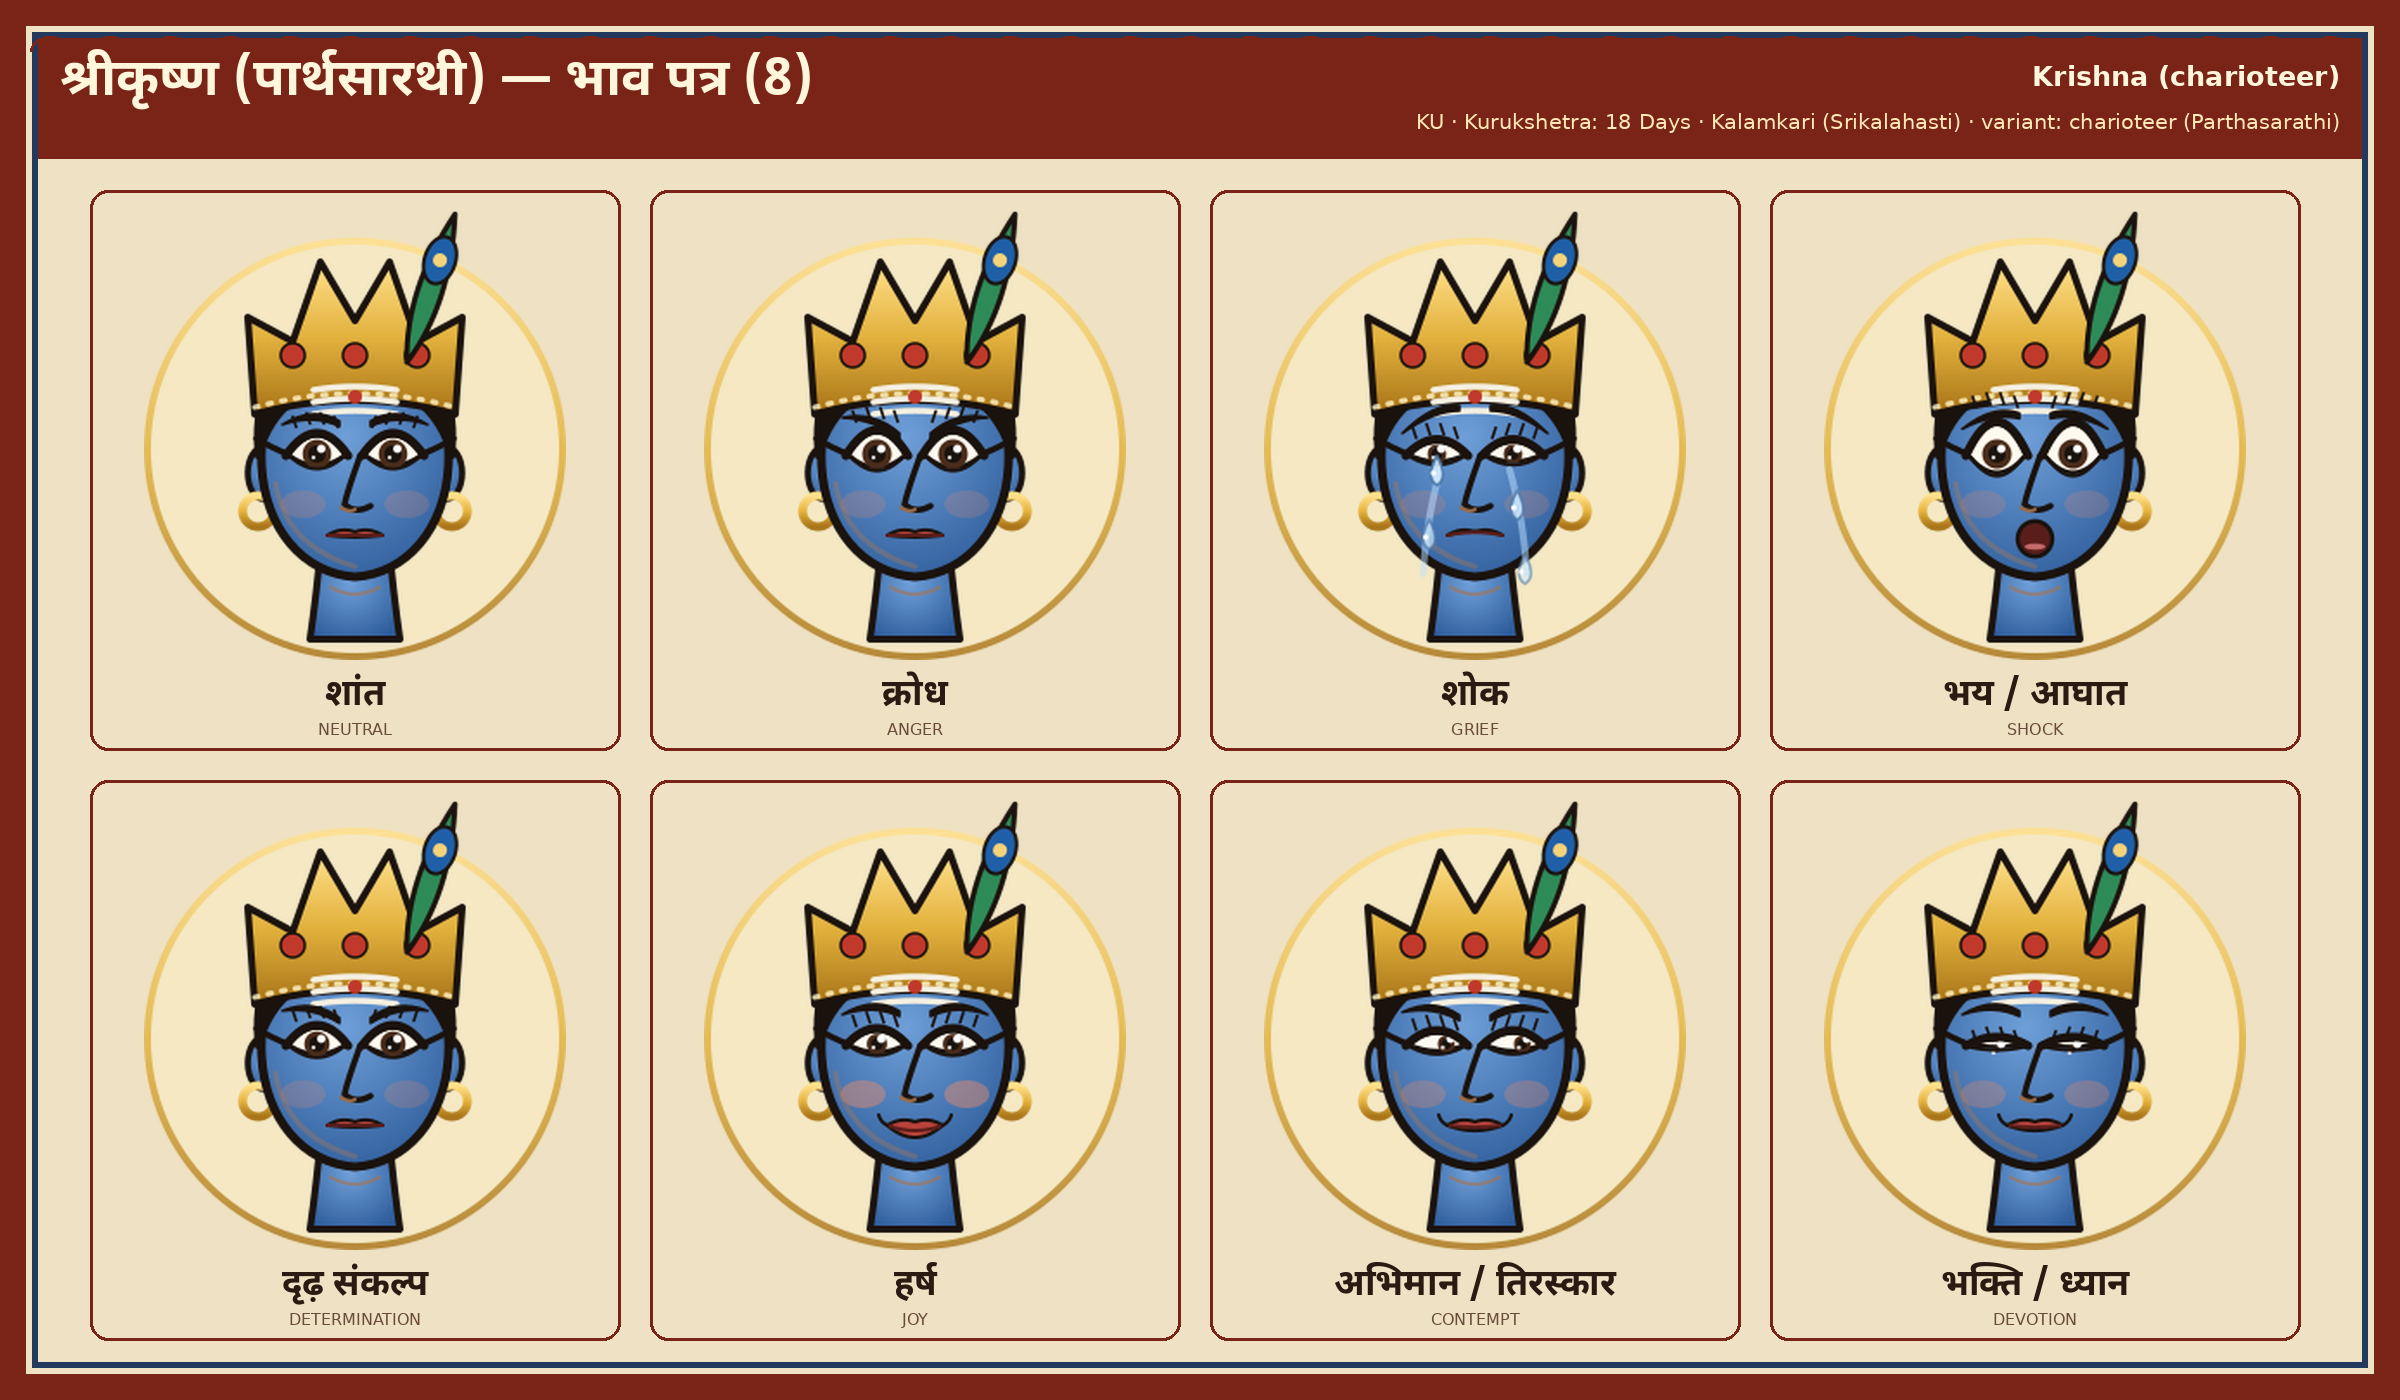 श्रीकृष्ण (पार्थसारथी) — भाव पत्र (8)
Krishna (charioteer)
KU · Kurukshetra: 18 Days · Kalamkari (Srikalahasti) · variant: charioteer (Parthasarathi)
शांत
NEUTRAL
क्रोध
ANGER
शोक
GRIEF
भय / आघात
SHOCK
दृढ़ संकल्प
DETERMINATION
हर्ष
JOY
अभिमान / तिरस्कार
CONTEMPT
भक्ति / ध्यान
DEVOTION